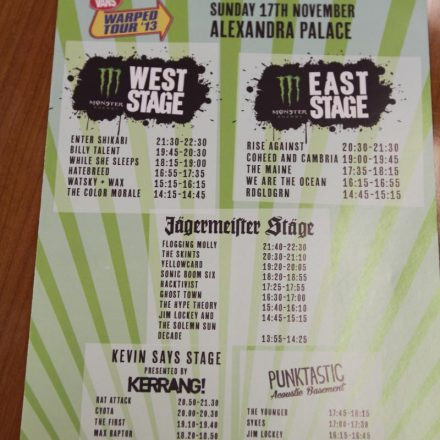 VANS
WARPED
TOUR '13
SUNDAY 17TH NOVEMBER
ALEXANDRA PALACE
MONSTER
ENERGY
WEST
STAGE
ENTER SHIKARI 21:30-22:30
BILLY TALENT 19:45-20:30
WHILE SHE SLEEPS 18:15-19:00
HATEBREED 16:55-17:35
WATSKY + WAX 15:15-16:15
THE COLOR MORALE 14:15-14:45
MONSTER
ENERGY
EAST
STAGE
RISE AGAINST 20:30-21:30
COHEED AND CAMBRIA 19:00-19:45
THE MAINE 17:35-18:15
WE ARE THE OCEAN 16:15-16:55
RDGLDGRN 14:45-15:15
Jägermeister Stäge
FLOGGING MOLLY 21:40-22:30
THE SKINTS 20:30-21:10
YELLOWCARD 19:20-20:05
SONIC BOOM SIX 18:20-18:55
HACKTIVIST 17:25-17:55
GHOST TOWN 16:30-17:00
THE HYPE THEORY 15:40-16:10
JIM LOCKEY AND 14:45-15:15
THE SOLEMN SUN
DECADE 13:55-14:25
KEVIN SAYS STAGE
PRESENTED BY
KERRANG!
RAT ATTACK 20.50-21.30
CYOTA 20.00-20.30
THE FIRST 19.10-19.40
MAX RAPTOR 18.20-18.50
PUNKTASTIC
Acoustic Basement
THE YOUNGER 17:45-18:15
SYKES 17:00-17:30
JIM LOCKEY 16:15-16:45